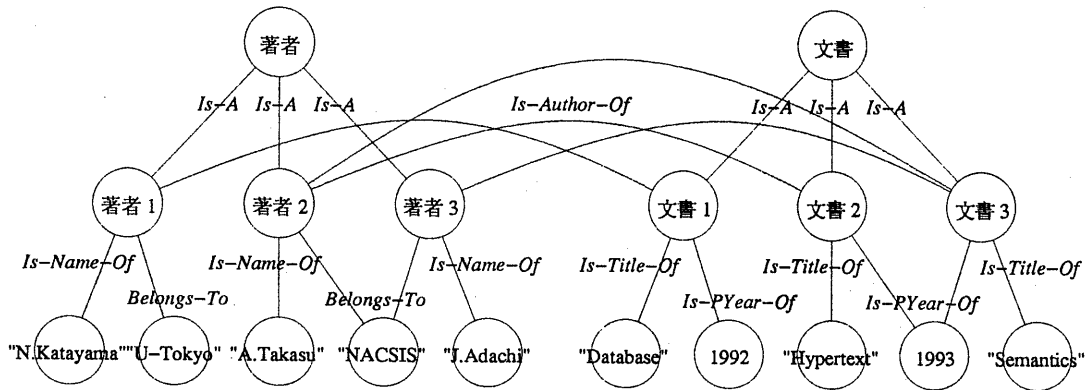 著者
文書
Is-A
Is-A
Is-A
Is-Author-Of
Is-A
Is-A
Is-A
著者 1
著者 2
著者 3
文書 1
文書 2
文書 3
Is-Name-Of
Is-Name-Of
Is-Name-Of
Is-Title-Of
Is-Title-Of
Is-Title-Of
Belongs-To
Belongs-To
Is-PYear-Of
Is-PYear-Of
"N.Katayama"
"U-Tokyo"
"A.Takasu"
"NACSIS"
"J.Adachi"
"Database"
1992
"Hypertext"
1993
"Semantics"